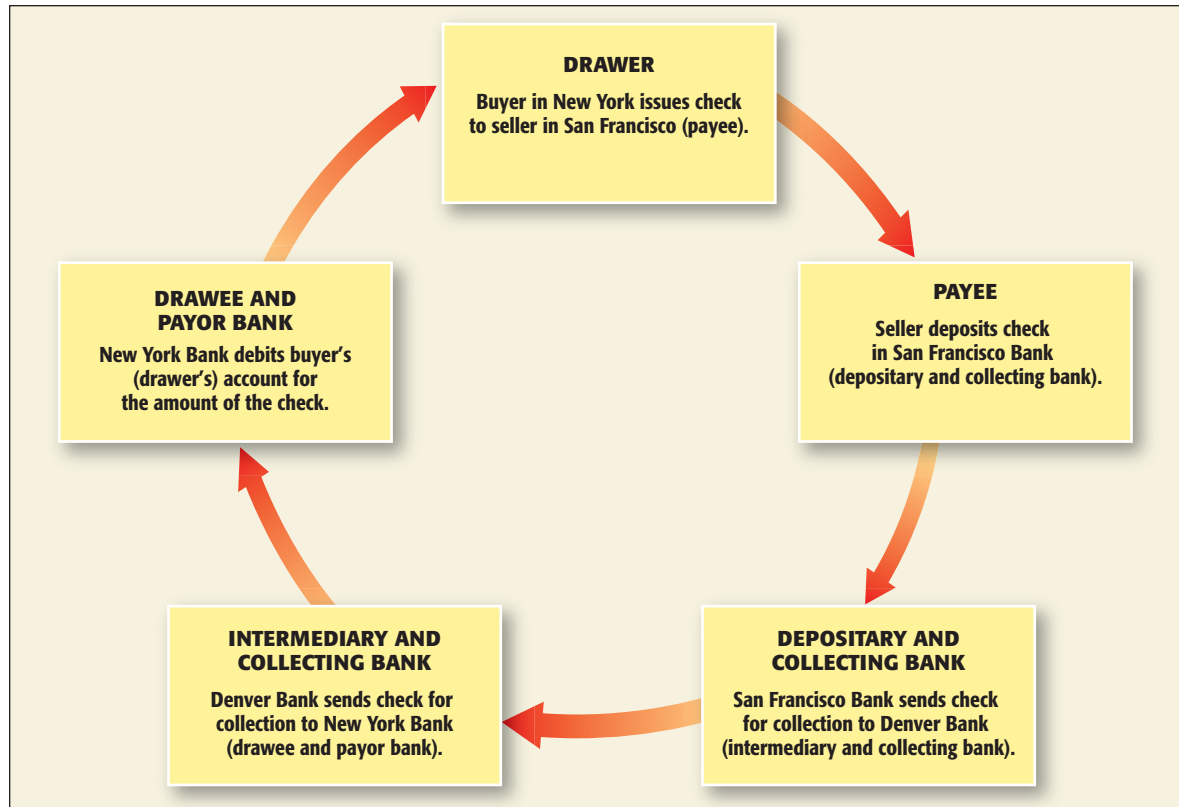 DRAWER
Buyer in New York issues check
to seller in San Francisco (payee).
PAYEE
Seller deposits check
in San Francisco Bank
(depositary and collecting bank).
DEPOSITARY AND
COLLECTING BANK
San Francisco Bank sends check
for collection to Denver Bank
(intermediary and collecting bank).
INTERMEDIARY AND
COLLECTING BANK
Denver Bank sends check for
collection to New York Bank
(drawee and payor bank).
DRAWEE AND
PAYOR BANK
New York Bank debits buyer’s
(drawer’s) account for
the amount of the check.